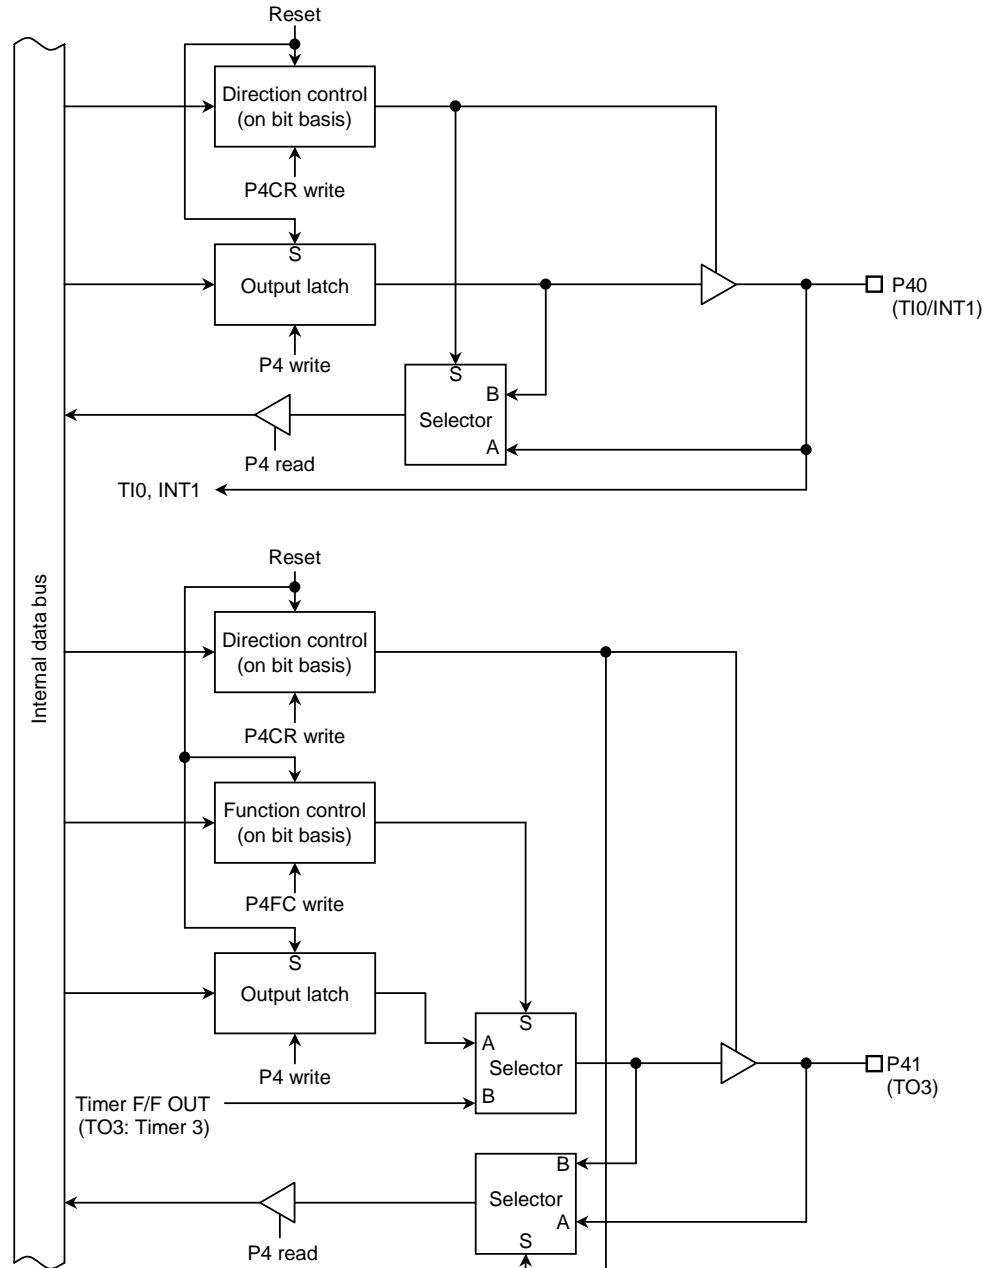 Reset
Direction control
(on bit basis)
P4CR write
S
Output latch
P4 write
P40
(TI0/INT1)
S
B
Selector
A
P4 read
TI0, INT1
Internal data bus
Reset
Direction control
(on bit basis)
P4CR write
Function control
(on bit basis)
P4FC write
S
Output latch
P4 write
S
A
Selector
B
P41
(TO3)
Timer F/F OUT
(TO3: Timer 3)
B
Selector
A
S
P4 read